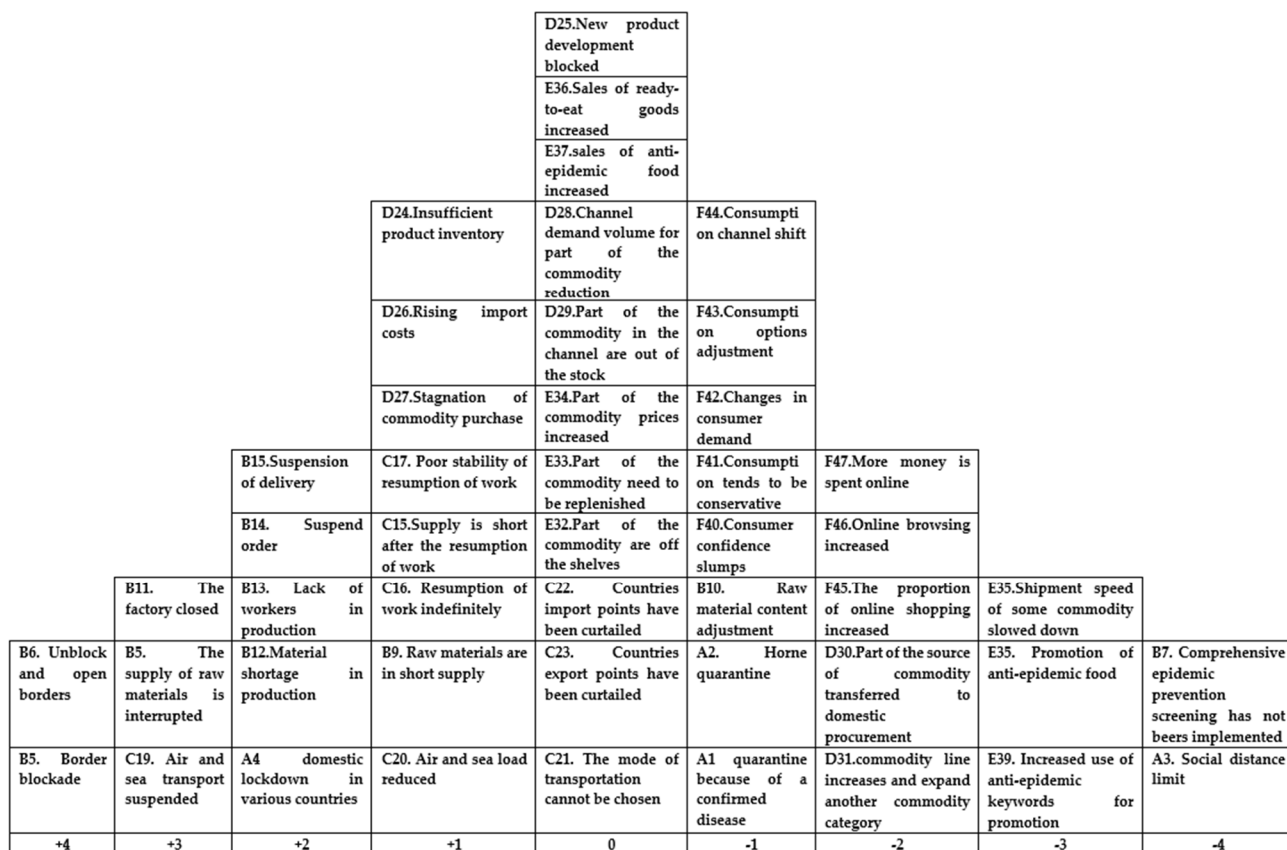 D25.New product
development
blocked
E36.Sales of ready-
to-eat goods
increased
E37.sales of anti-
epidemic food
increased
D24.Insufficient
product inventory
D28.Channel
demand volume for
part of the
commodity
reduction
F44.Consumpti
on channel shift
D26.Rising import
costs
D29.Part of the
commodity in the
channel are out of
the stock
F43.Consumpti
on options
adjustment
D27.Stagnation of
commodity purchase
E34.Part of the
commodity prices
increased
F42.Changes in
consumer
demand
B15.Suspension
of delivery
C17. Poor stability of
resumption of work
E33.Part of the
commodity need to
be replenished
F41.Consumpti
on tends to be
conservative
F47.More money is
spent online
B14. Suspend
order
C15.Supply is short
after the resumption
of work
E32.Part of the
commodity are off
the shelves
F40.Consumer
confidence
slumps
F46.Online browsing
increased
B11. The
factory closed
B13. Lack of
workers in
production
C16. Resumption of
work indefinitely
C22. Countries
import points have
been curtailed
B10. Raw
material content
adjustment
F45.The proportion
of online shopping
increased
E35.Shipment speed
of some commodity
slowed down
B6. Unblock
and open
borders
B5. The
supply of raw
materials is
interrupted
B12.Material
shortage in
production
B9. Raw materials are
in short supply
C23. Countries
export points have
been curtailed
A2. Horne
quarantine
D30.Part of the source
of commodity
transferred to
domestic
procurement
E35. Promotion of
anti-epidemic food
B7. Comprehensive
epidemic
prevention
screening has not
beers implemented
B5. Border
blockade
C19. Air and
sea transport
suspended
A4 domestic
lockdown in
various countries
C20. Air and sea load
reduced
C21. The mode of
transportation
cannot be chosen
A1 quarantine
because of a
confirmed
disease
D31.commodity line
increases and expand
another commodity
category
E39. Increased use of
anti-epidemic
keywords for
promotion
A3. Social distance
limit
+4 +3 +2 +1 0 -1 -2 -3 -4